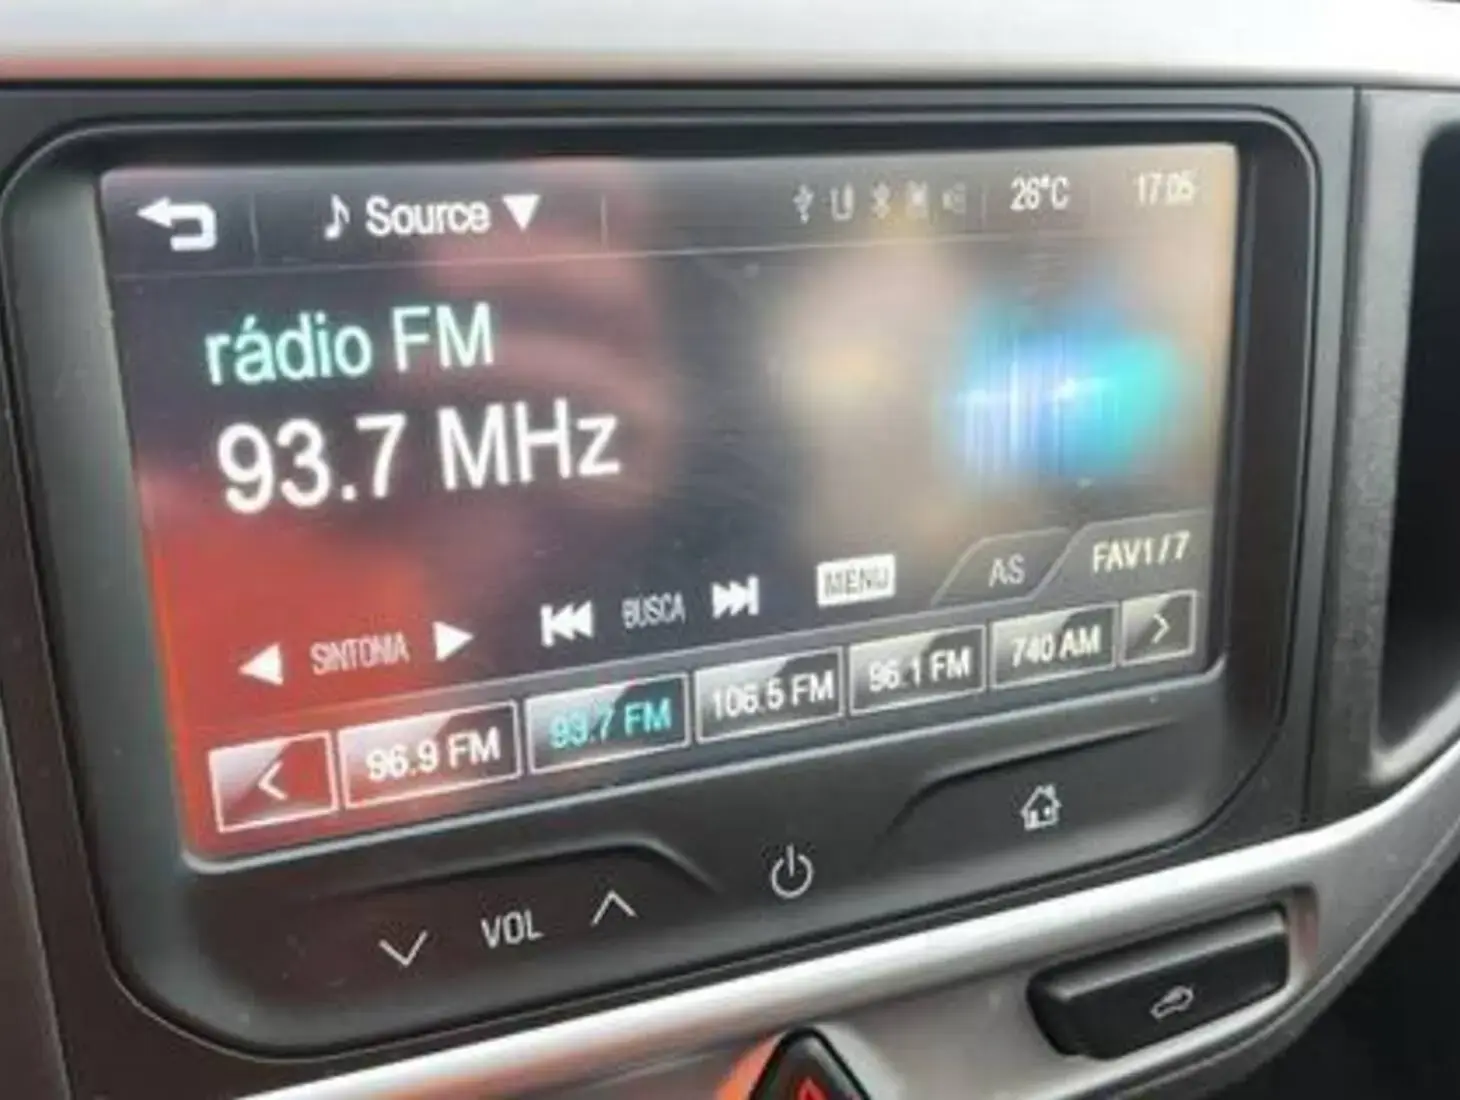 Source 26°C 17:05
rádio FM
93.7 MHz
SINTONIA BUSCA MENU AS FAV1/7
96.9 FM 93.7 FM 106.5 FM 96.1 FM 740 AM
VOL